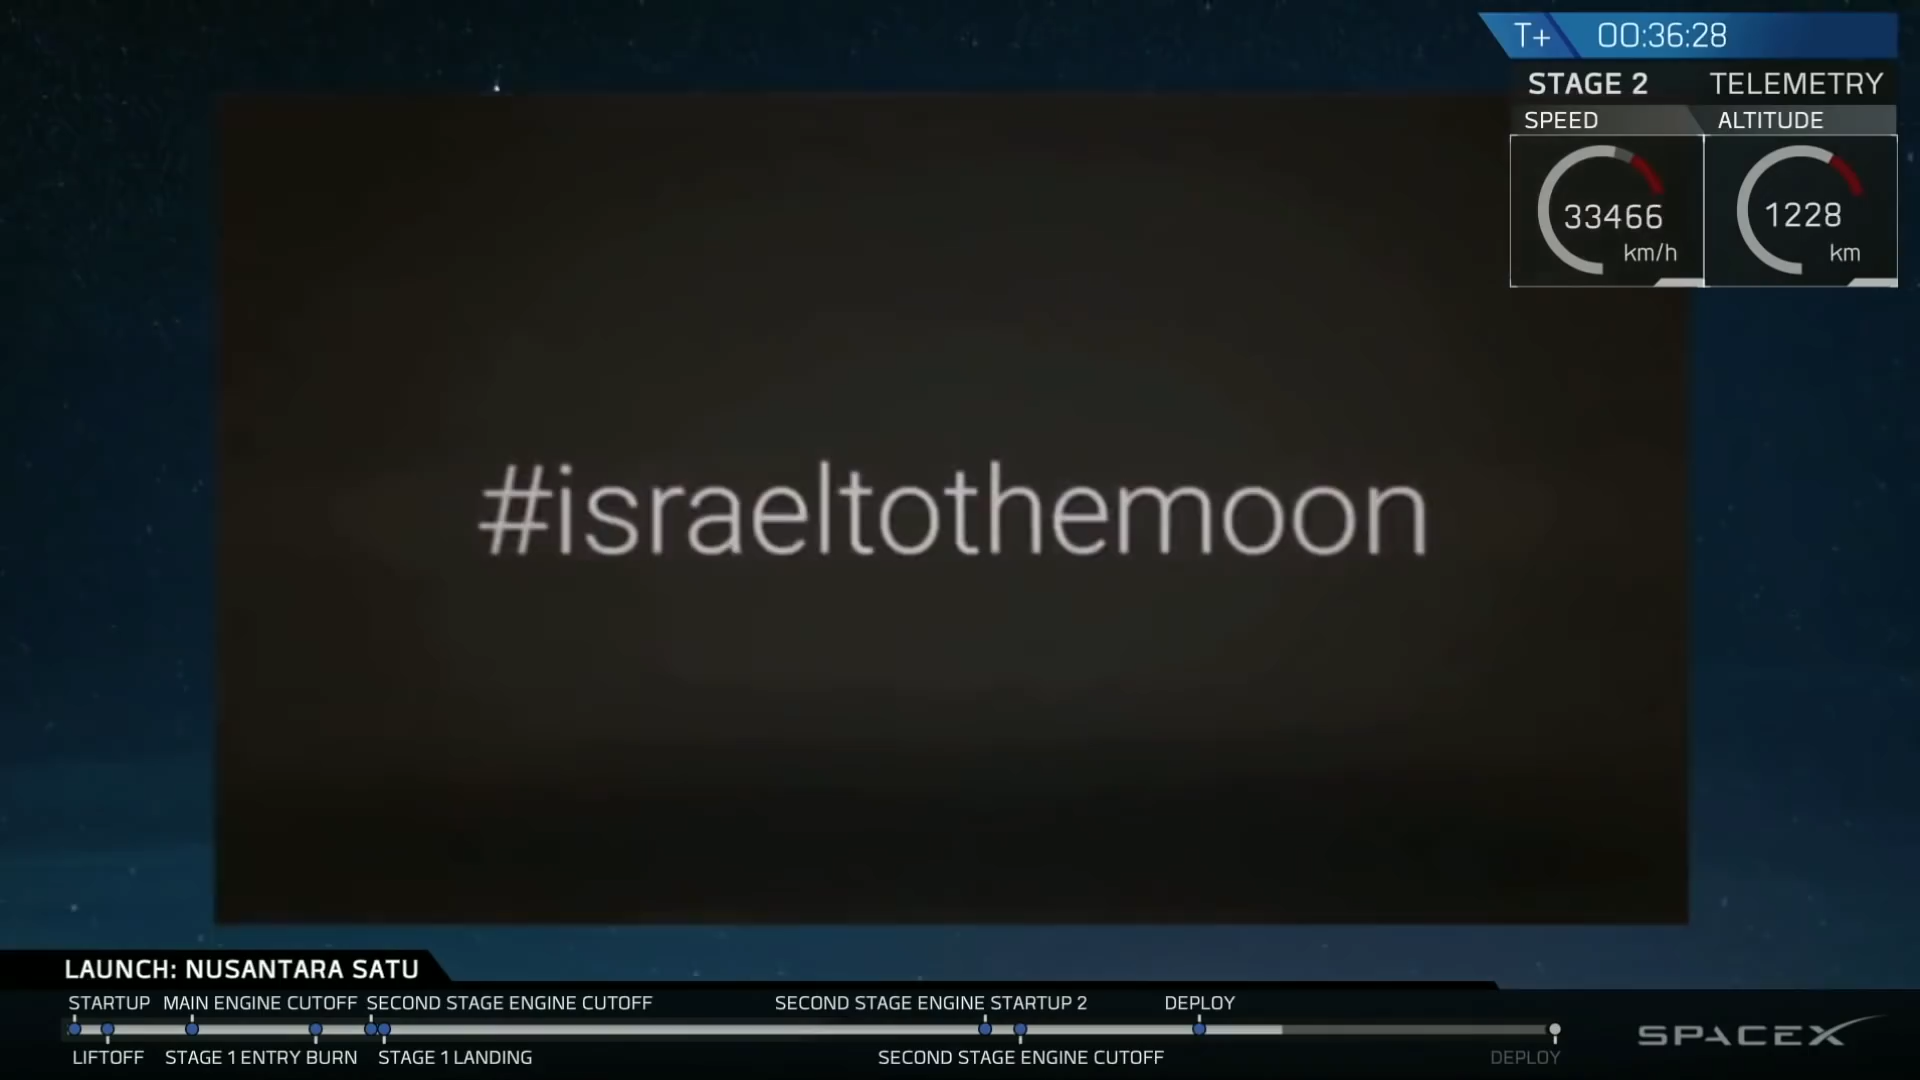 T+ 00:36:28
STAGE 2 TELEMETRY
SPEED ALTITUDE
33466 1228
km/h km
#israeltothemoon
LAUNCH: NUSANTARA SATU
STARTUP MAIN ENGINE CUTOFF SECOND STAGE ENGINE CUTOFF SECOND STAGE ENGINE STARTUP 2 DEPLOY
LIFTOFF STAGE 1 ENTRY BURN STAGE 1 LANDING SECOND STAGE ENGINE CUTOFF DEPLOY
SPACEX